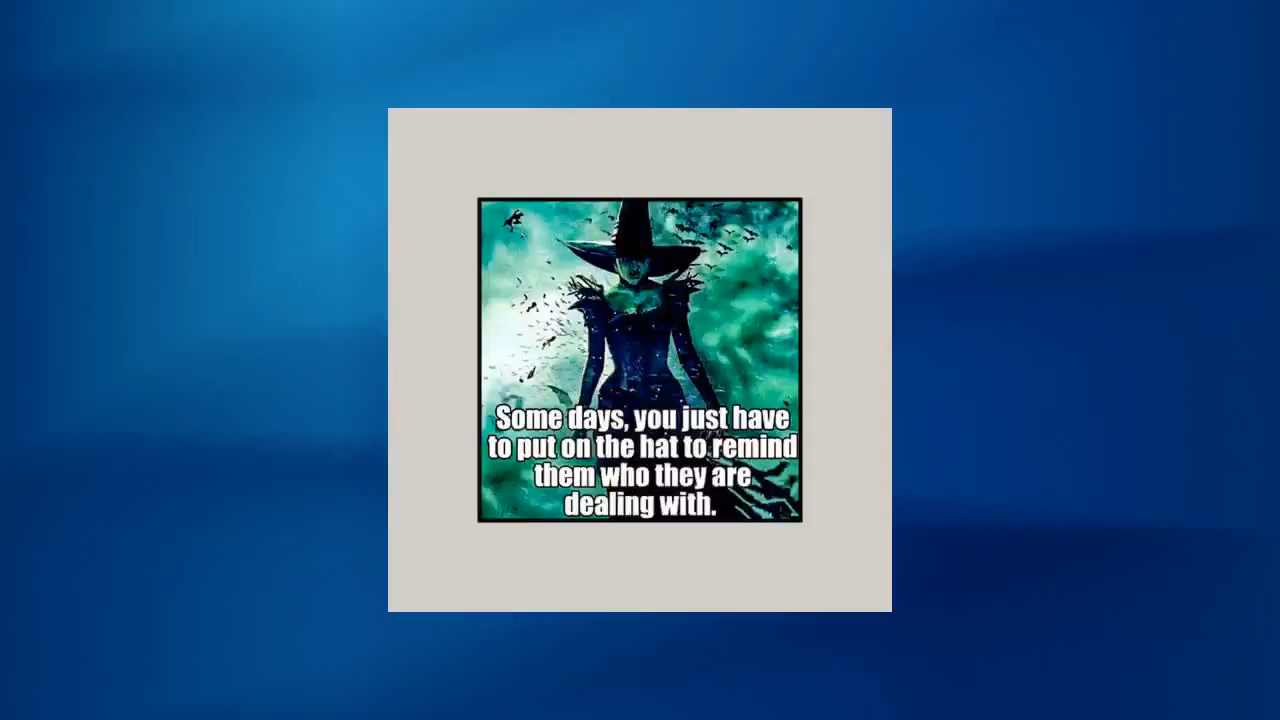 Some days, you just have
to put on the hat to remind
them who they are
dealing with.